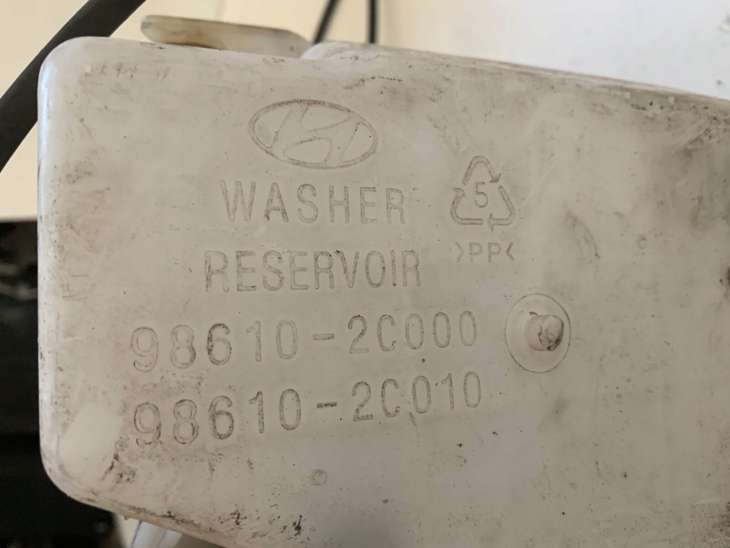 WASHER
RESERVOIR
98610-2C000
98610-2C010
5
>PP<